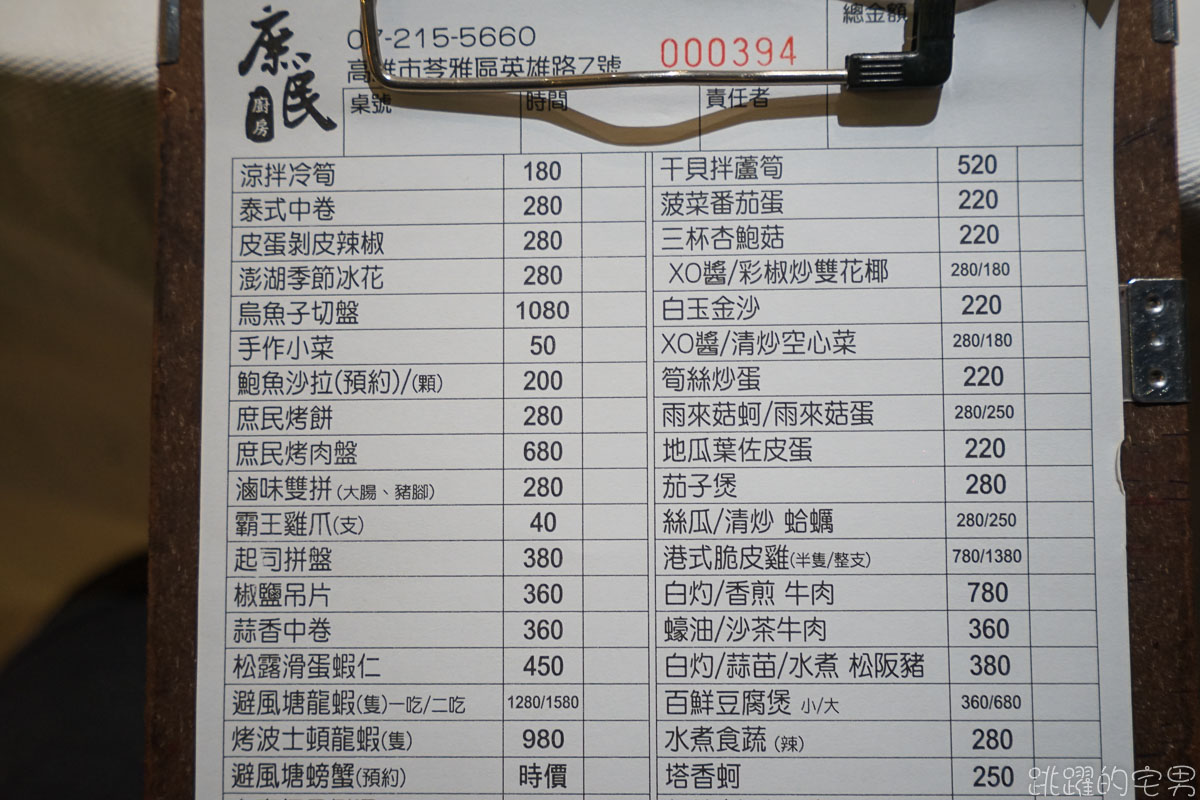 庶民
廚房
07-215-5660
高雄市苓雅區英雄路7號
000394
總金額
桌號
時間
責任者
涼拌冷筍 180
泰式中卷 280
皮蛋剝皮辣椒 280
澎湖季節冰花 280
烏魚子切盤 1080
手作小菜 50
鮑魚沙拉(預約)/(顆) 200
庶民烤餅 280
庶民烤肉盤 680
滷味雙拼(大腸、豬腳) 280
霸王雞爪(支) 40
起司拼盤 380
椒鹽吊片 360
蒜香中卷 360
松露滑蛋蝦仁 450
避風塘龍蝦(隻)一吃/二吃 1280/1580
烤波士頓龍蝦(隻) 980
避風塘螃蟹(預約) 時價
干貝拌蘆筍 520
菠菜番茄蛋 220
三杯杏鮑菇 220
XO醬/彩椒炒雙花椰 280/180
白玉金沙 220
XO醬/清炒空心菜 280/180
筍絲炒蛋 220
雨來菇蚵/雨來菇蛋 280/250
地瓜葉佐皮蛋 220
茄子煲 280
絲瓜/清炒 蛤蠣 280/250
港式脆皮雞(半隻/整支) 780/1380
白灼/香煎 牛肉 780
蠔油/沙茶牛肉 360
白灼/蒜苗/水煮 松阪豬 380
百鮮豆腐煲 小/大 360/680
水煮食蔬 (辣) 280
塔香蚵 250
跳躍的宅男